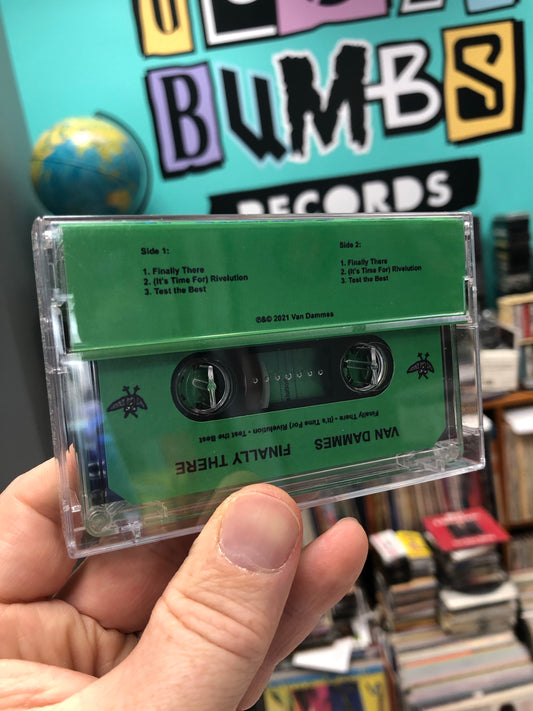 BUMBS
RECORDS
Side 1:
1. Finally There
2. (It's Time For) Rivelution
3. Test the Best
Side 2:
1. Finally There
2. (It's Time For) Rivelution
3. Test the Best
℗&© 2021 Van Dammes
VAN DAMMES FINALLY THERE
Finally There - (It's Time For) Rivelution - Test the Best